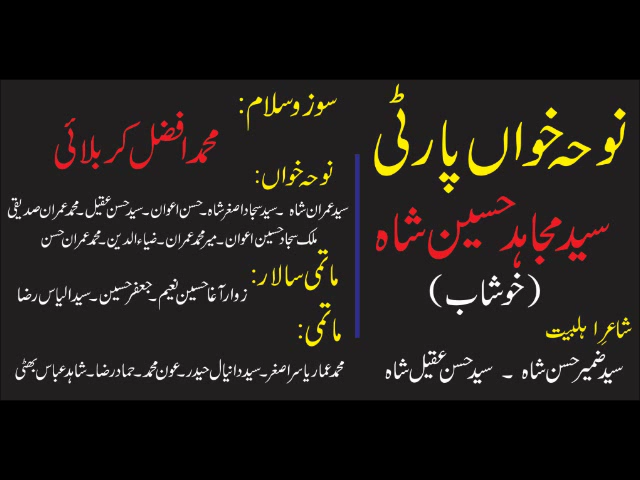 نوحہ خواں پارٹی
سید مجاہد حسین شاہ
(خوشاب)
شاعرِ اہلبیت
سید ضمیر حسن شاہ ۔ سید حسن عقیل شاہ
سوز و سلام:
محمد افضل کربلائی
نوحہ خواں:
سید عمران شاہ ۔ سید سجاد اصغر شاہ ۔ حسن اعوان ۔ سید حسن عقیل ۔ محمد عمران صدیقی
ملک سجاد حسین اعوان ۔ میر محمد عمران ۔ ضیاء الدین ۔ محمد عمران حسن
ماتمی سالار:
زوار آغا حسین نعیم ۔ جعفر حسین ۔ سید الیاس رضا
ماتمی:
محمد عمار یاسر اصغر ۔ سید دانیال حیدر ۔ عون محمد ۔ حماد رضا ۔ شاہد عباس بھٹی